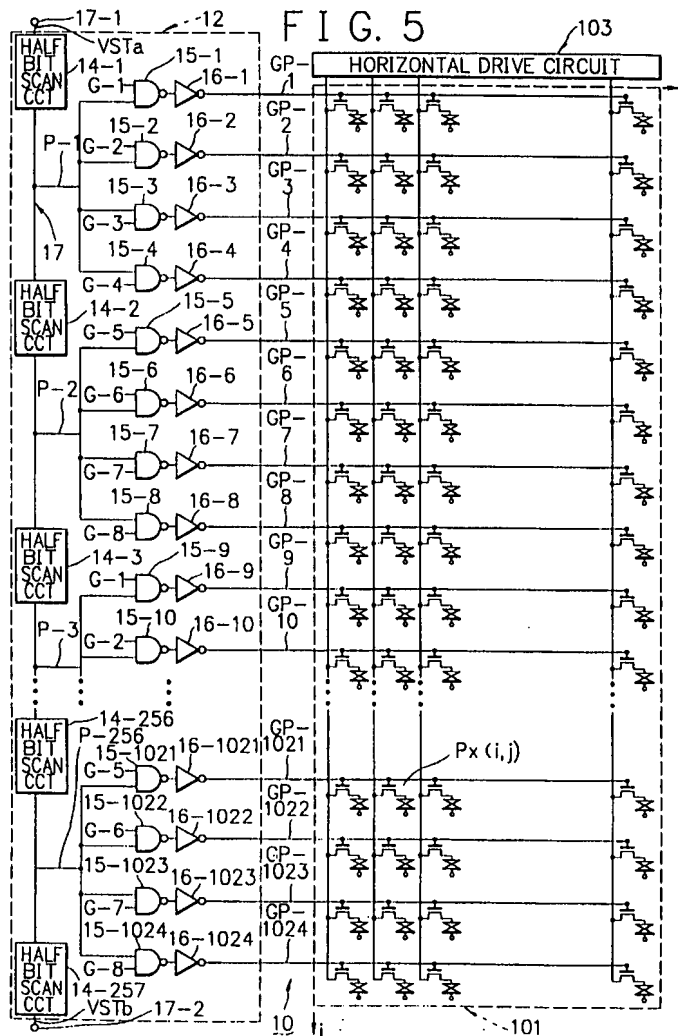 FIG. 5
17-1
VSTa
12
103
HALF BIT SCAN CCT
14-1
15-1
16-1
G-1
GP-1
HORIZONTAL DRIVE CIRCUIT
15-2
16-2
G-2
GP-2
P-1
15-3
16-3
G-3
GP-3
17
15-4
16-4
G-4
GP-4
HALF BIT SCAN CCT
14-2
15-5
16-5
G-5
GP-5
15-6
16-6
G-6
GP-6
P-2
15-7
16-7
G-7
GP-7
15-8
16-8
G-8
GP-8
HALF BIT SCAN CCT
14-3
15-9
16-9
G-1
GP-9
15-10
16-10
G-2
GP-10
P-3
HALF BIT SCAN CCT
14-256
P-256
15-1021
16-1021
G-5
GP-1021
Px(i,j)
15-1022
16-1022
G-6
GP-1022
15-1023
16-1023
G-7
GP-1023
15-1024
16-1024
G-8
GP-1024
HALF BIT SCAN CCT
14-257
VSTb
17-2
10
i
101